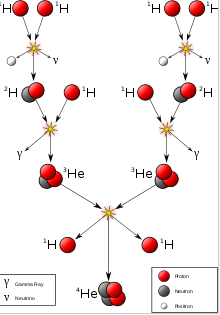 ¹H ¹H ¹H ¹H
ν ν
²H ¹H ¹H ²H
γ γ
³He ³He
¹H ¹H
⁴He
γ Gamma Ray
ν Neutrino
Proton
Neutron
Positron